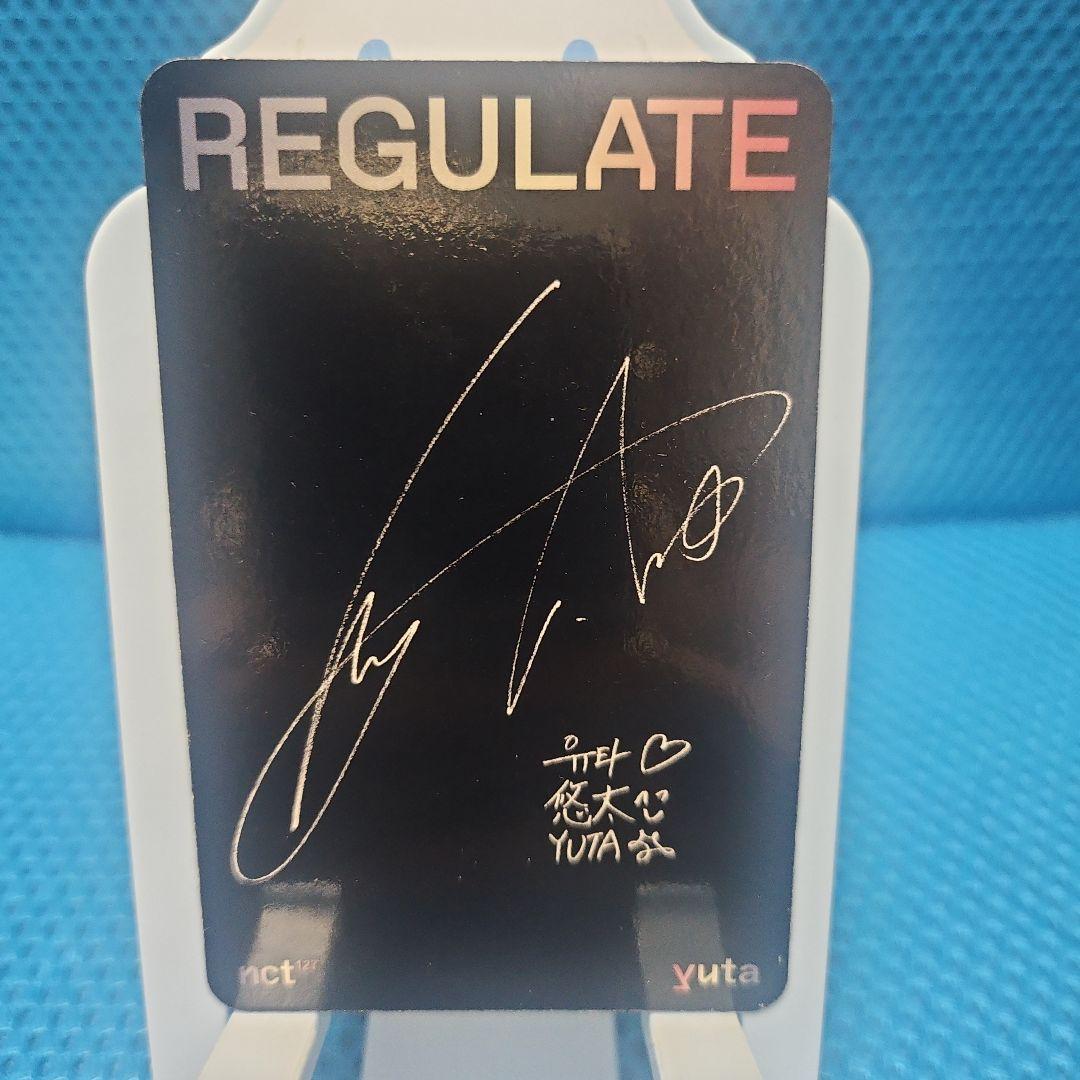 REGULATE
유타♡
悠太
YUTA
nct127
yuta